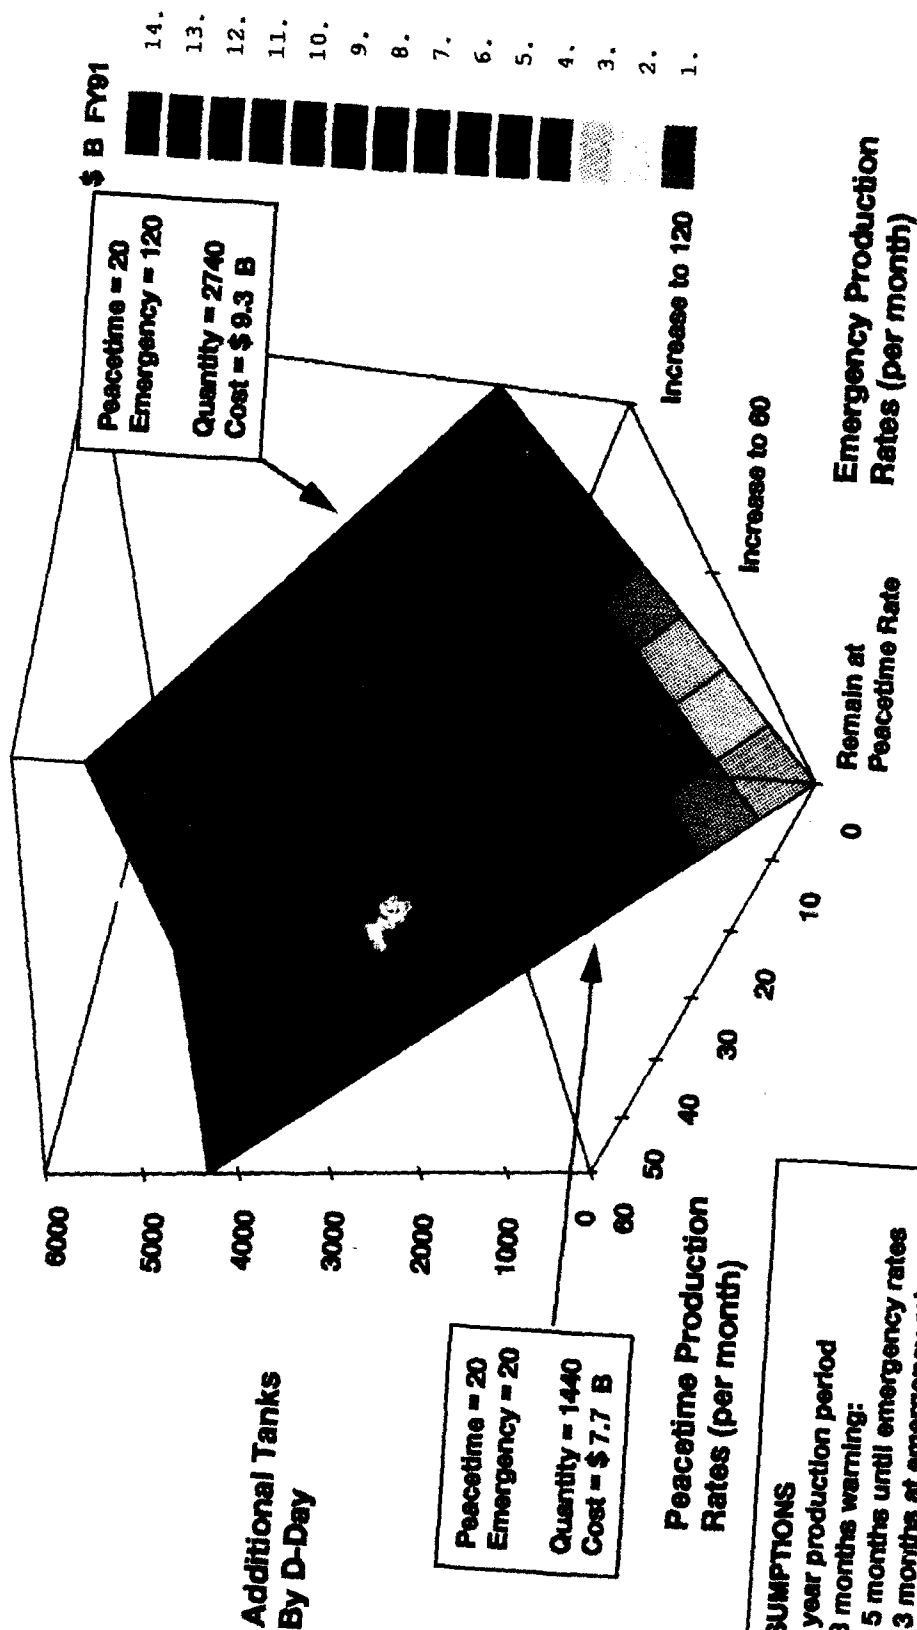 $ B FY91
14.
13.
12.
11.
10.
9.
8.
7.
6.
5.
4.
3.
2.
1.
Peacetime = 20
Emergency = 120
Quantity = 2740
Cost = $ 9.3 B
Additional Tanks
By D-Day
6000
5000
4000
3000
2000
1000
0
Peacetime = 20
Emergency = 20
Quantity = 1440
Cost = $ 7.7 B
60
50
40
30
20
10
0
Peacetime Production
Rates (per month)
Remain at
Peacetime Rate
Increase to 60
Increase to 120
Emergency Production
Rates (per month)
SUMPTIONS
year production period
months warning:
5 months until emergency rates
3 months at emergency